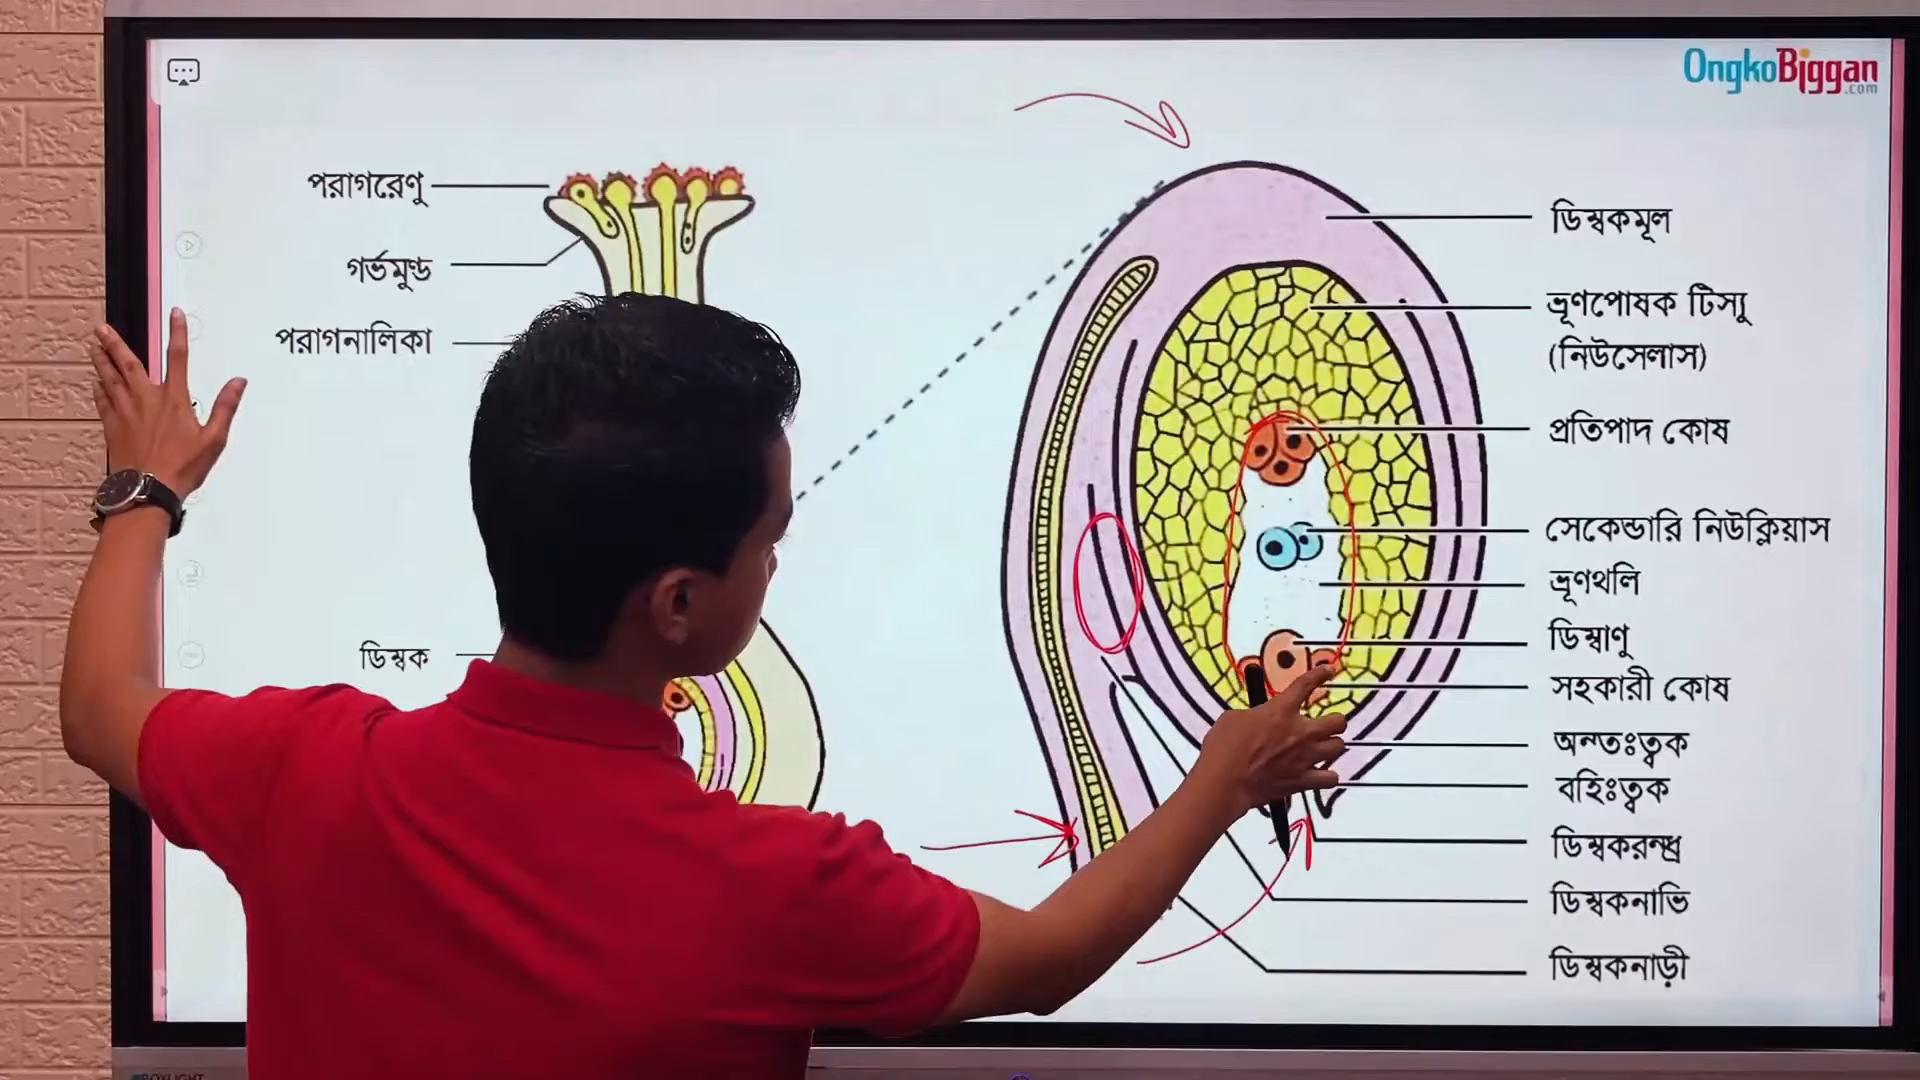 OngkoBiggan
.com
পরাগরেণু
গর্ভমুণ্ড
পরাগনালিকা
ডিম্বক
ডিম্বকমূল
ভ্রূণপোষক টিস্যু
(নিউসেলাস)
প্রতিপাদ কোষ
সেকেন্ডারি নিউক্লিয়াস
ভ্রূণথলি
ডিম্বাণু
সহকারী কোষ
অন্তঃত্বক
বহিঃত্বক
ডিম্বকরন্ধ্র
ডিম্বকনাভি
ডিম্বকনাড়ী